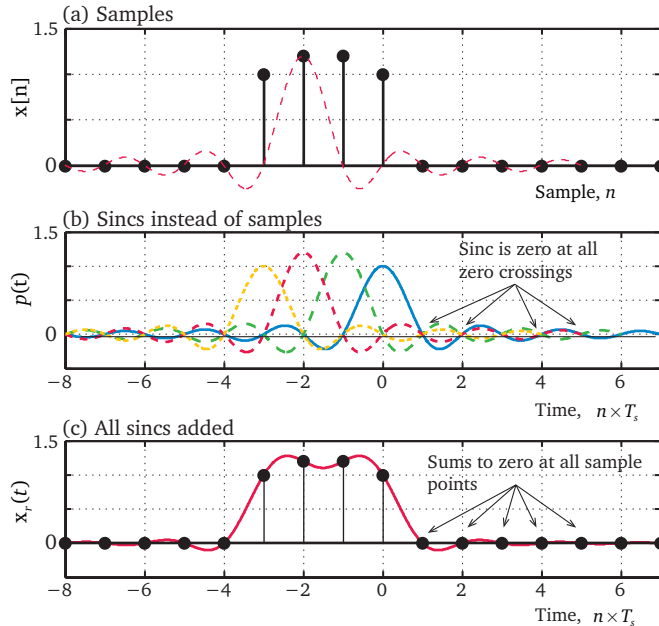 (a) Samples
1.5
x[n]
0
Sample, n
(b) Sincs instead of samples
1.5
Sinc is zero at all
zero crossings
p(t)
0
−8 −6 −4 −2 0 2 4 6
Time, n × Ts
(c) All sincs added
1.5
Sums to zero at all sample
points
xr(t)
0
−8 −6 −4 −2 0 2 4 6
Time, n × Ts